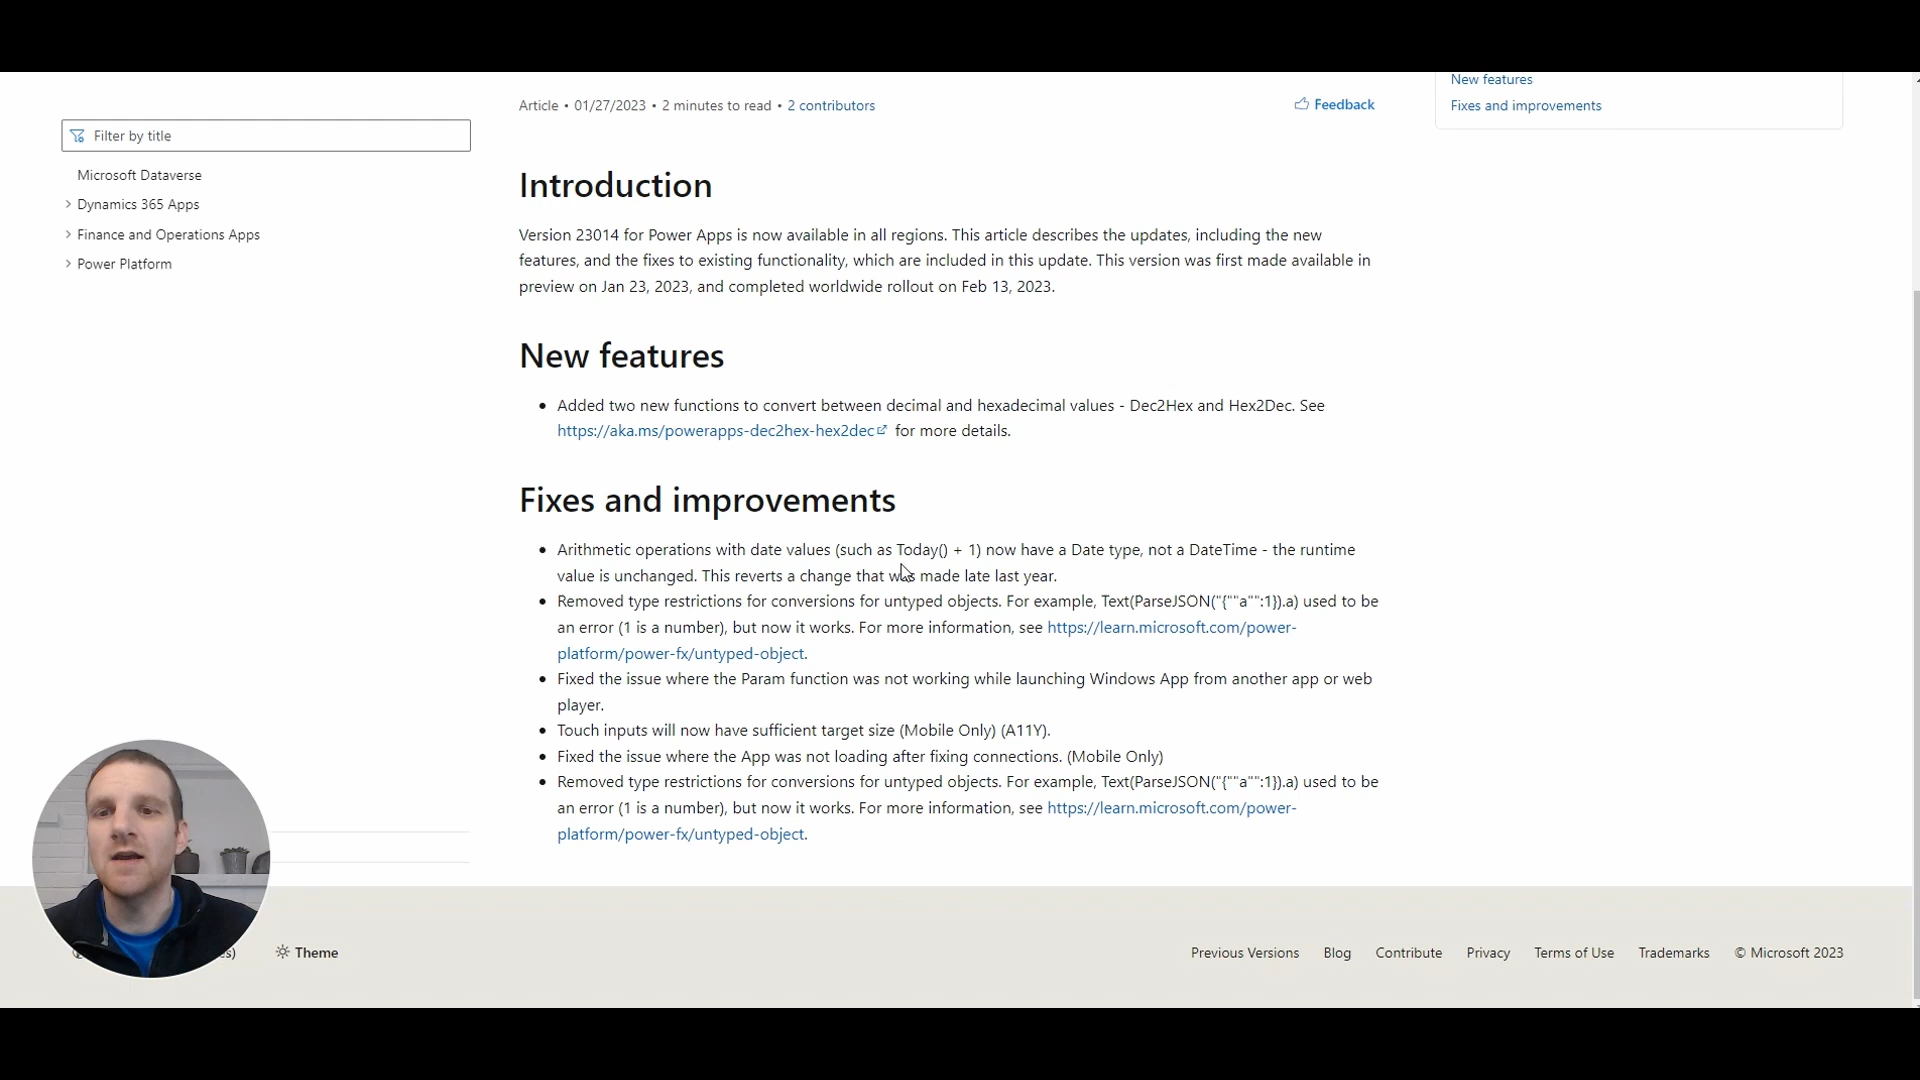 New features
Article • 01/27/2023 • 2 minutes to read • 2 contributors
Feedback
Fixes and improvements
Filter by title
Microsoft Dataverse
Dynamics 365 Apps
Finance and Operations Apps
Power Platform
Introduction
Version 23014 for Power Apps is now available in all regions. This article describes the updates, including the new
features, and the fixes to existing functionality, which are included in this update. This version was first made available in
preview on Jan 23, 2023, and completed worldwide rollout on Feb 13, 2023.
New features
• Added two new functions to convert between decimal and hexadecimal values - Dec2Hex and Hex2Dec. See
https://aka.ms/powerapps-dec2hex-hex2dec for more details.
Fixes and improvements
• Arithmetic operations with date values (such as Today() + 1) now have a Date type, not a DateTime - the runtime
value is unchanged. This reverts a change that was made late last year.
• Removed type restrictions for conversions for untyped objects. For example, Text(ParseJSON("{""a"":1}).a) used to be
an error (1 is a number), but now it works. For more information, see https://learn.microsoft.com/power-
platform/power-fx/untyped-object.
• Fixed the issue where the Param function was not working while launching Windows App from another app or web
player.
• Touch inputs will now have sufficient target size (Mobile Only) (A11Y).
• Fixed the issue where the App was not loading after fixing connections. (Mobile Only)
• Removed type restrictions for conversions for untyped objects. For example, Text(ParseJSON("{""a"":1}).a) used to be
an error (1 is a number), but now it works. For more information, see https://learn.microsoft.com/power-
platform/power-fx/untyped-object.
Theme
Previous Versions Blog Contribute Privacy Terms of Use Trademarks © Microsoft 2023